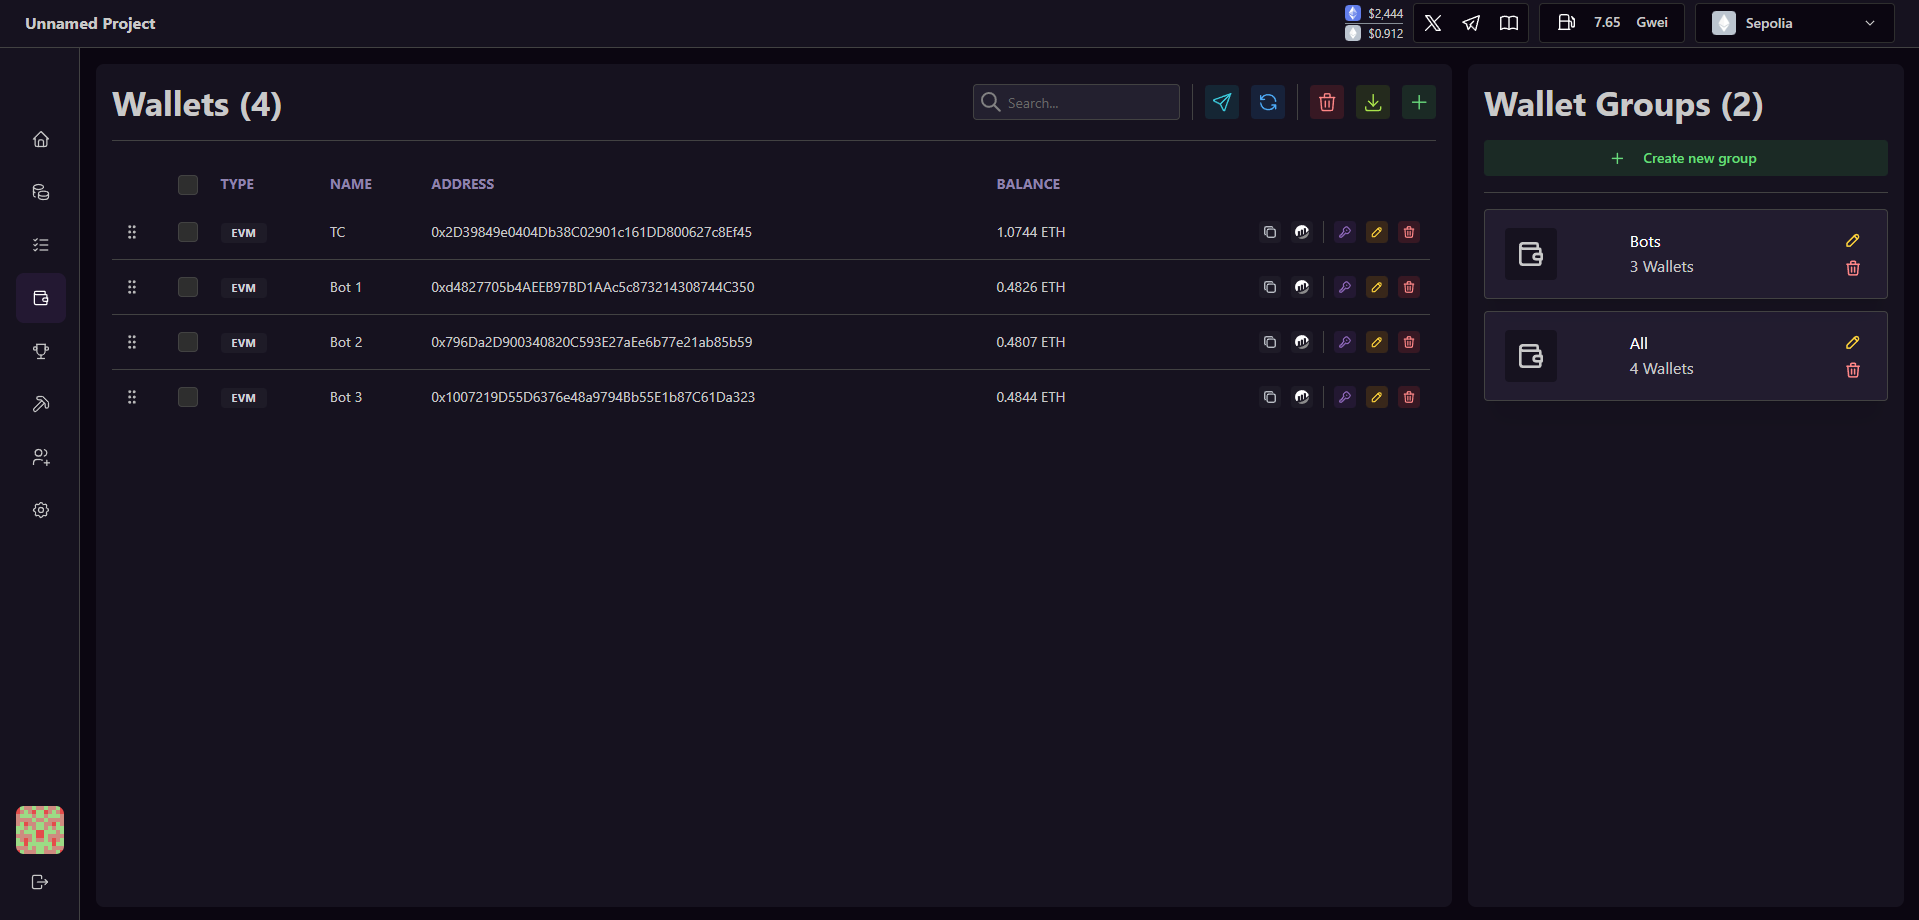 Unnamed Project
$2,444
$0.912
7.65 Gwei
Sepolia
Wallets (4)
Search...
Wallet Groups (2)
Create new group
TYPE NAME ADDRESS BALANCE
EVM TC 0x2D39849e0404Db38C02901c161DD800627c8Ef45 1.0744 ETH
EVM Bot 1 0xd4827705b4AEEB97BD1AAc5c873214308744C350 0.4826 ETH
EVM Bot 2 0x796Da2D900340820C593E27aEe6b77e21ab85b59 0.4807 ETH
EVM Bot 3 0x1007219D55D6376e48a9794Bb55E1b87C61Da323 0.4844 ETH
Bots
3 Wallets
All
4 Wallets